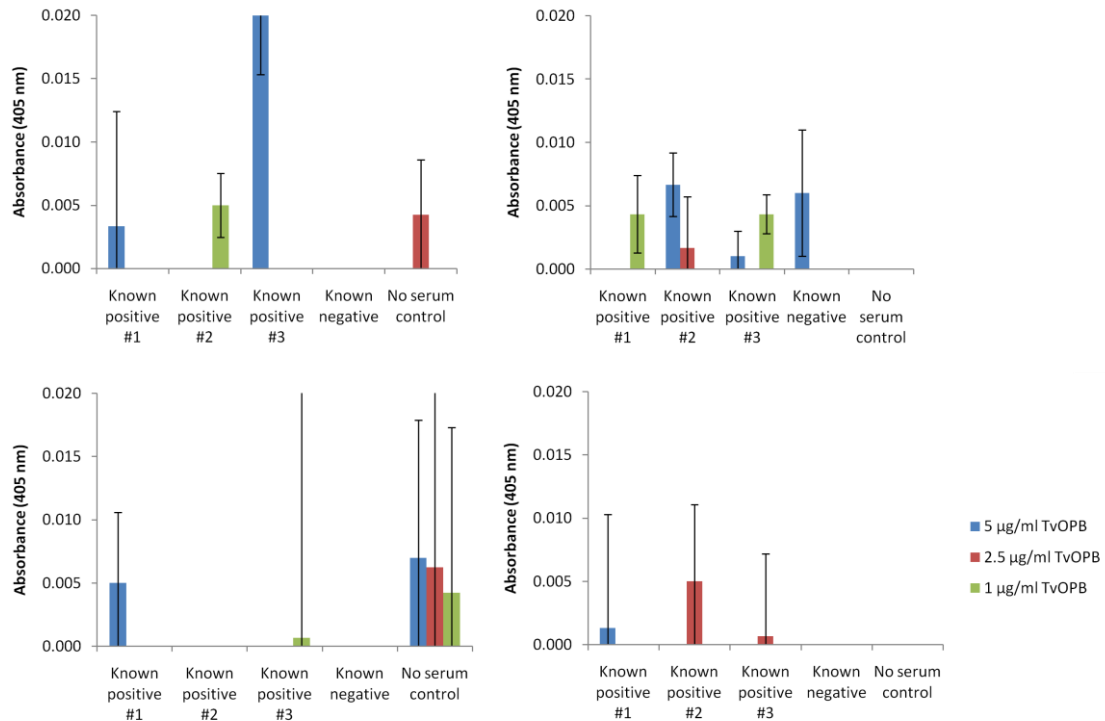 Absorbance (405 nm)
0.020
0.015
0.010
0.005
0.000
Known positive #1
Known positive #2
Known positive #3
Known negative
No serum control
Absorbance (405 nm)
0.020
0.015
0.010
0.005
0.000
Known positive #1
Known positive #2
Known positive #3
Known negative
No serum control
Absorbance (405 nm)
0.020
0.015
0.010
0.005
0.000
Known positive #1
Known positive #2
Known positive #3
Known negative
No serum control
Absorbance (405 nm)
0.020
0.015
0.010
0.005
0.000
Known positive #1
Known positive #2
Known positive #3
Known negative
No serum control
5 µg/ml TvOPB
2.5 µg/ml TvOPB
1 µg/ml TvOPB